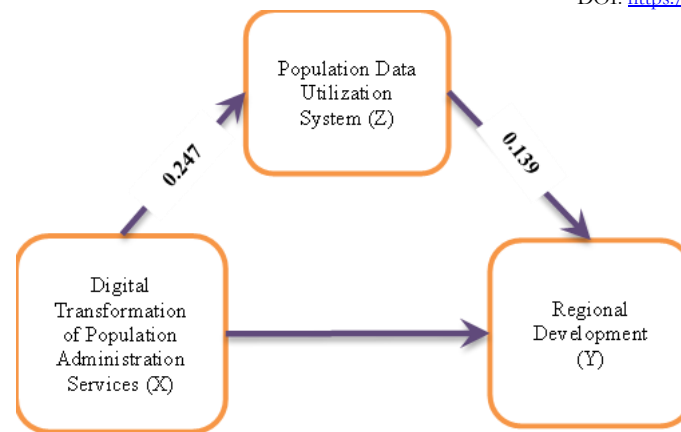 DOI: https:/
Population Data
Utilization
System (Z)
0.247
0.139
Digital
Transformation
of Population
Administration
Services (X)
Regional
Development
(Y)